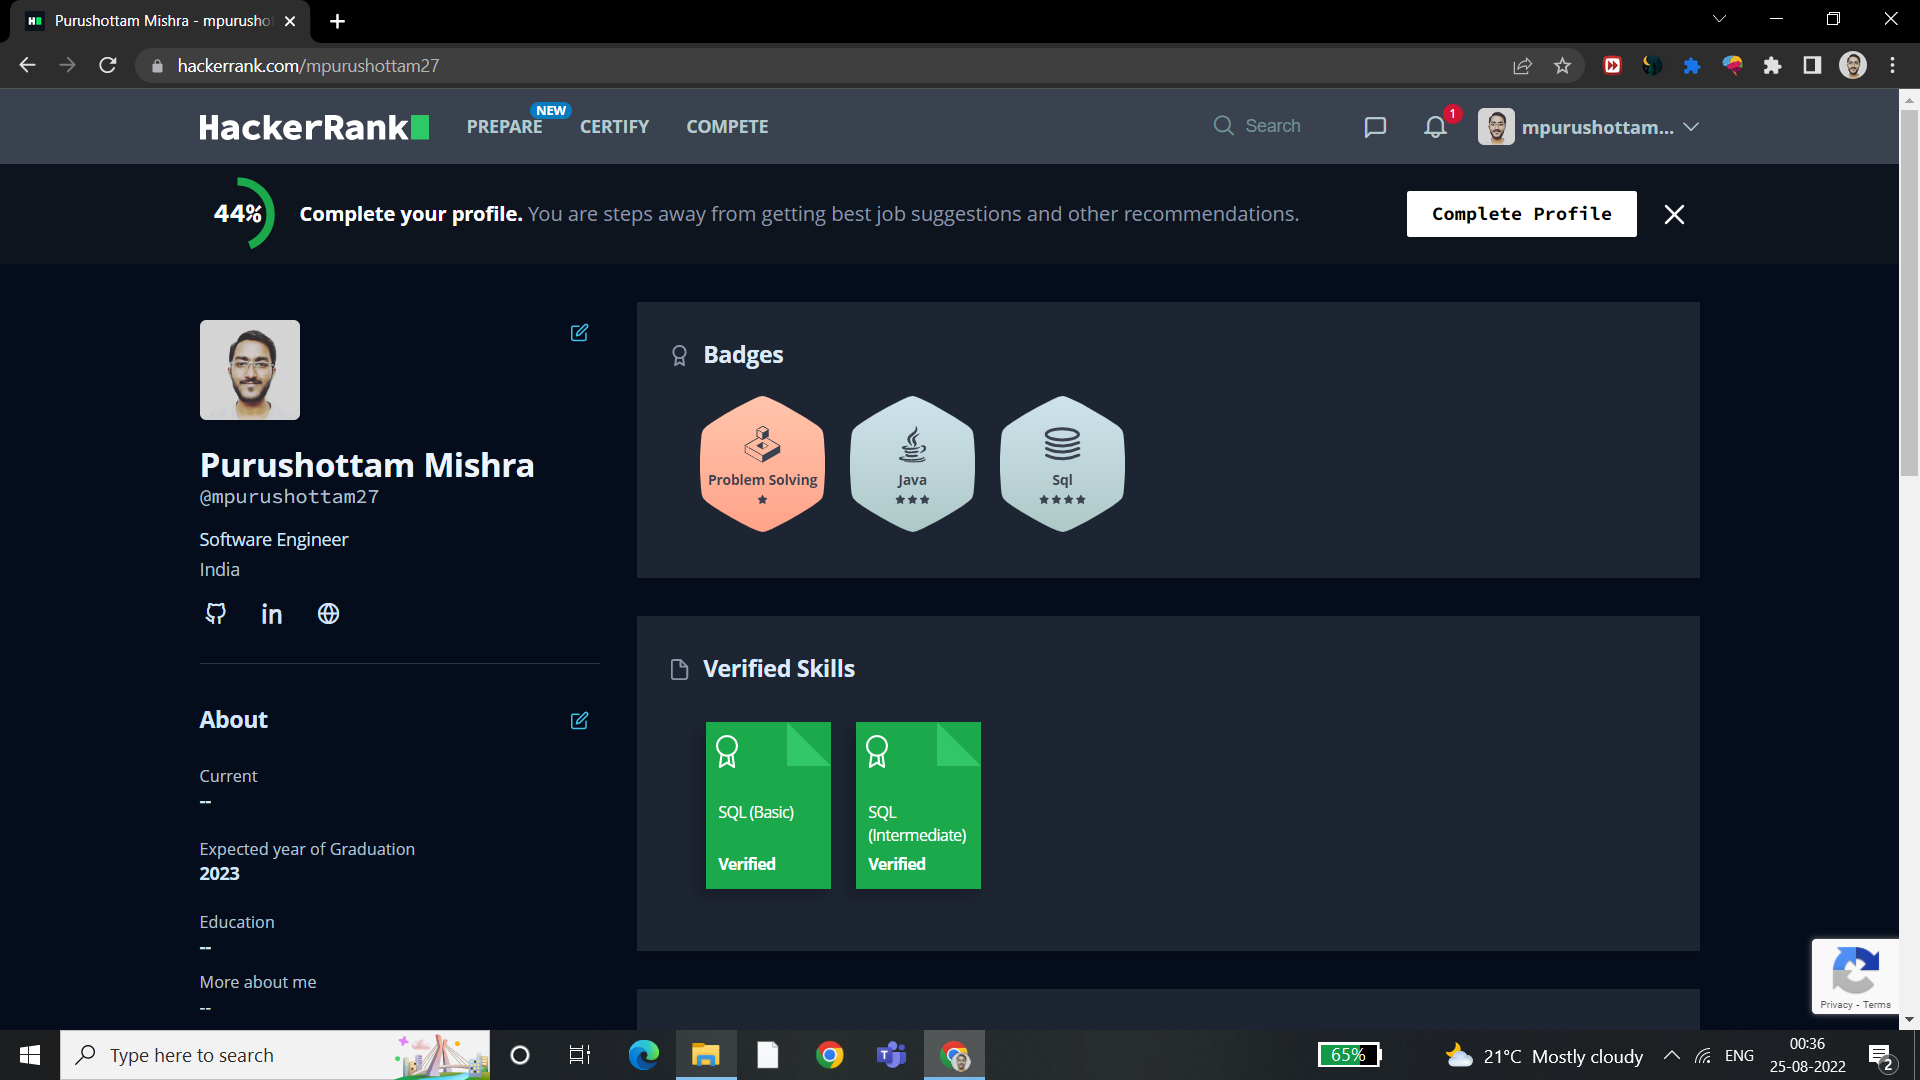 Purushottam Mishra - mpurusho
hackerrank.com/mpurushottam27
HackerRank
PREPARE
NEW
CERTIFY
COMPETE
Search
1
mpurushottam...
44%
Complete your profile. You are steps away from getting best job suggestions and other recommendations.
Complete Profile
Purushottam Mishra
@mpurushottam27
Software Engineer
India
in
About
Current
--
Expected year of Graduation
2023
Education
--
More about me
--
Badges
Problem Solving
Java
Sql
Verified Skills
SQL (Basic)
Verified
SQL
(Intermediate)
Verified
Privacy - Terms
Type here to search
65%
21°C Mostly cloudy
ENG
00:36
25-08-2022
2